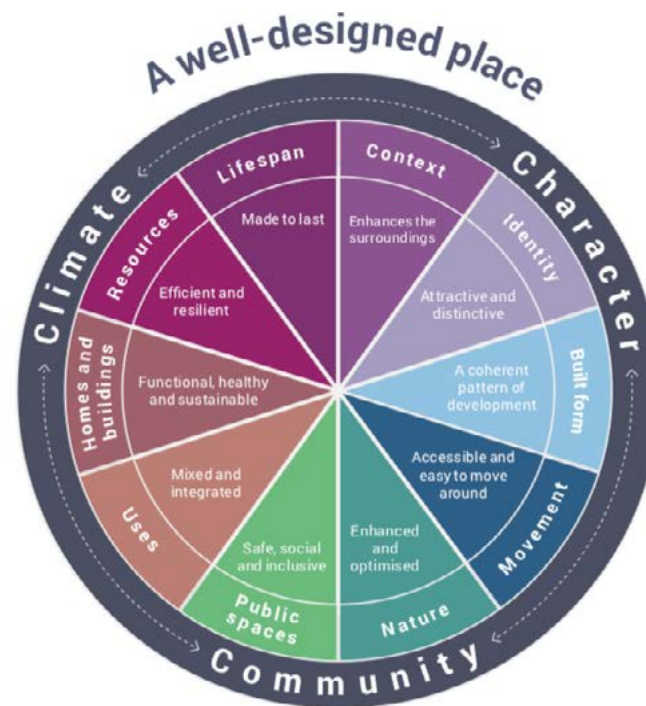 A well-designed place
Climate
Character
Community
Context
Enhances the
surroundings
Identity
Attractive and
distinctive
Built form
A coherent
pattern of
development
Movement
Accessible and
easy to move
around
Nature
Enhanced
and
optimised
Public
spaces
Safe, social
and inclusive
Uses
Mixed and
integrated
Homes and
buildings
Functional, healthy
and sustainable
Resources
Efficient and
resilient
Lifespan
Made to last